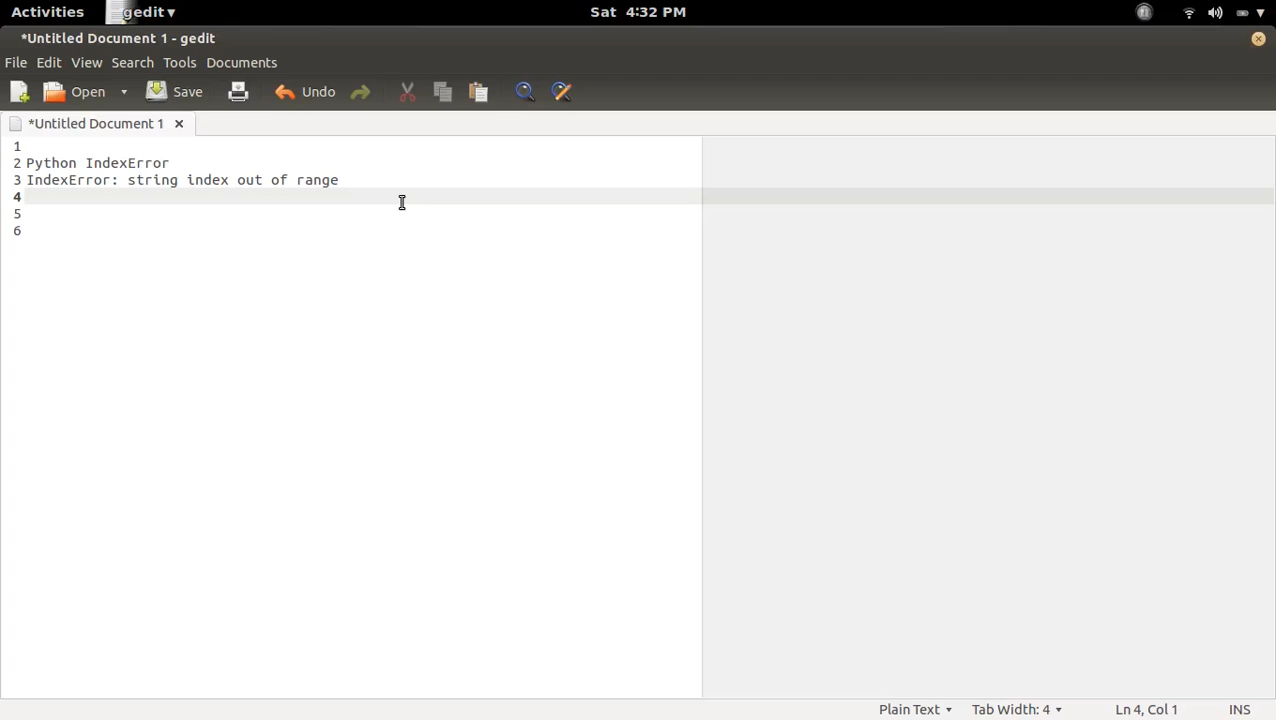 Activities gedit Sat 4:32 PM
*Untitled Document 1 - gedit
File Edit View Search Tools Documents
Open Save Undo
*Untitled Document 1
1
2 Python IndexError
3 IndexError: string index out of range
4
5
6
Plain Text Tab Width: 4 Ln 4, Col 1 INS